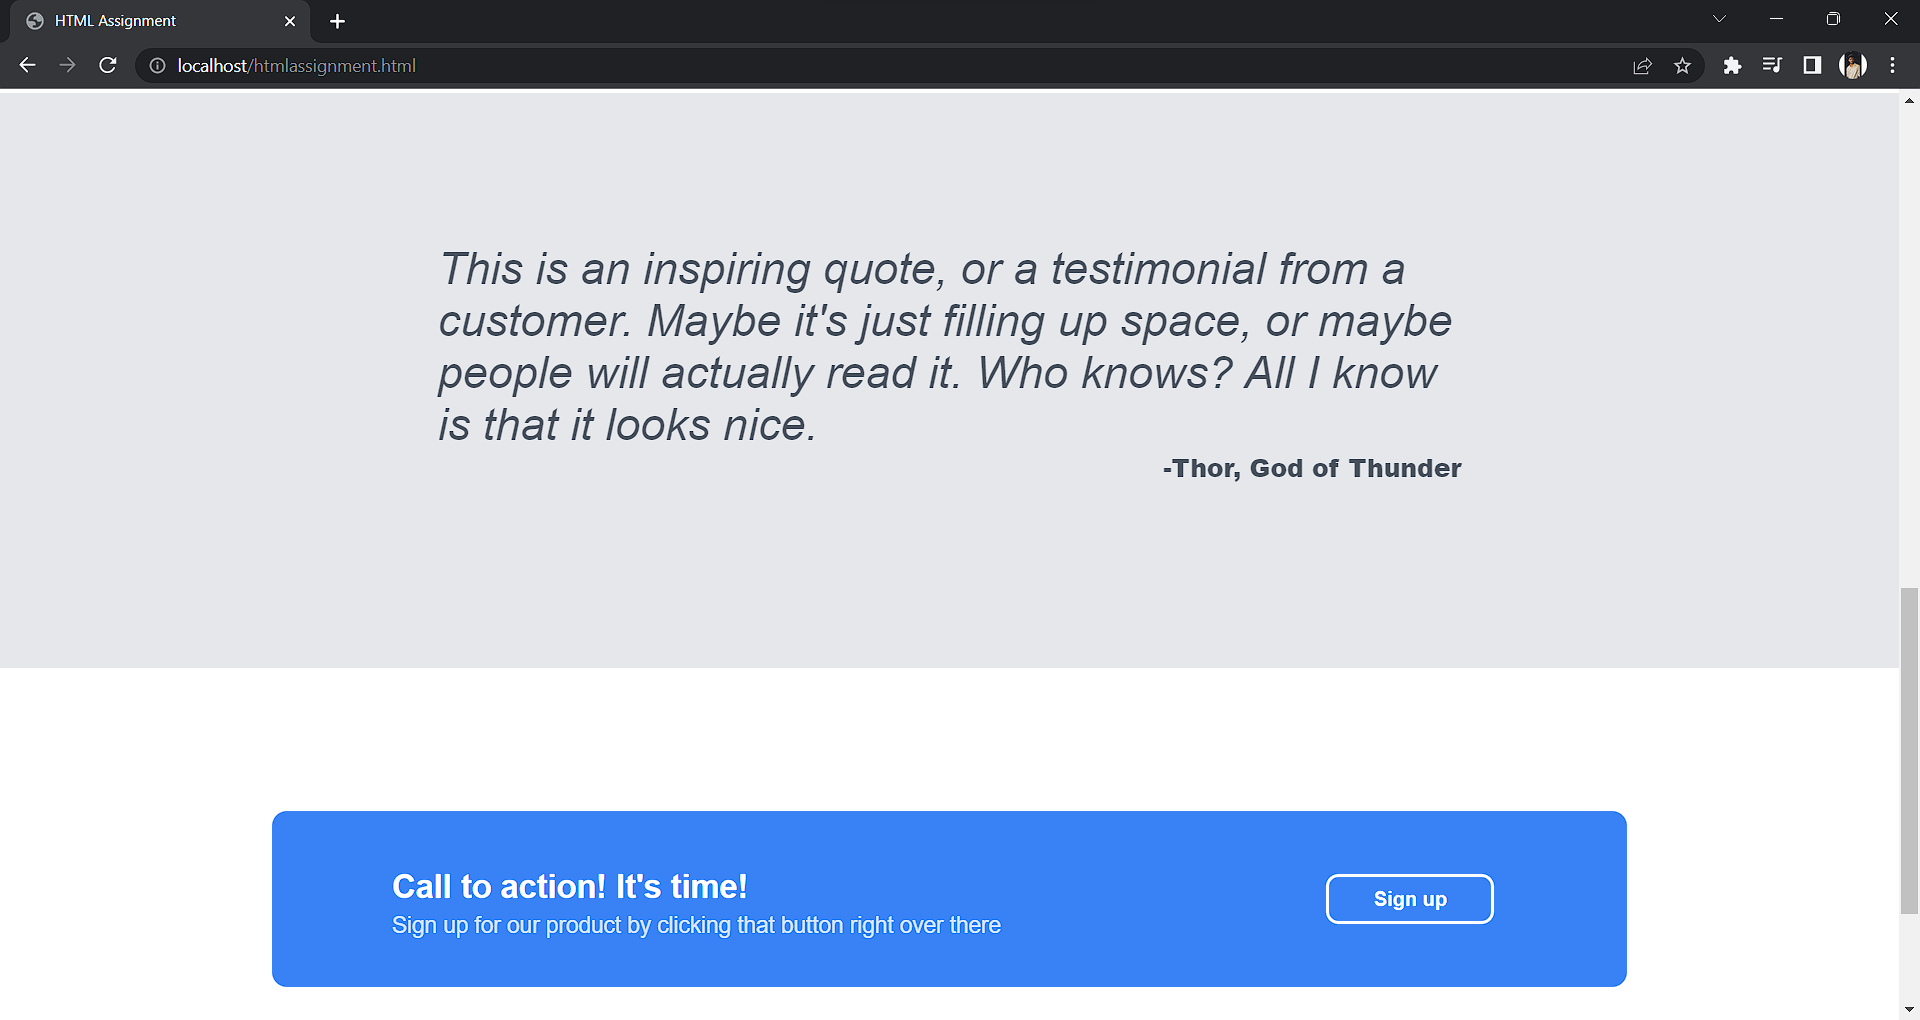 HTML Assignment
localhost/htmlassignment.html
This is an inspiring quote, or a testimonial from a
customer. Maybe it's just filling up space, or maybe
people will actually read it. Who knows? All I know
is that it looks nice.
-Thor, God of Thunder
Call to action! It's time!
Sign up for our product by clicking that button right over there
Sign up